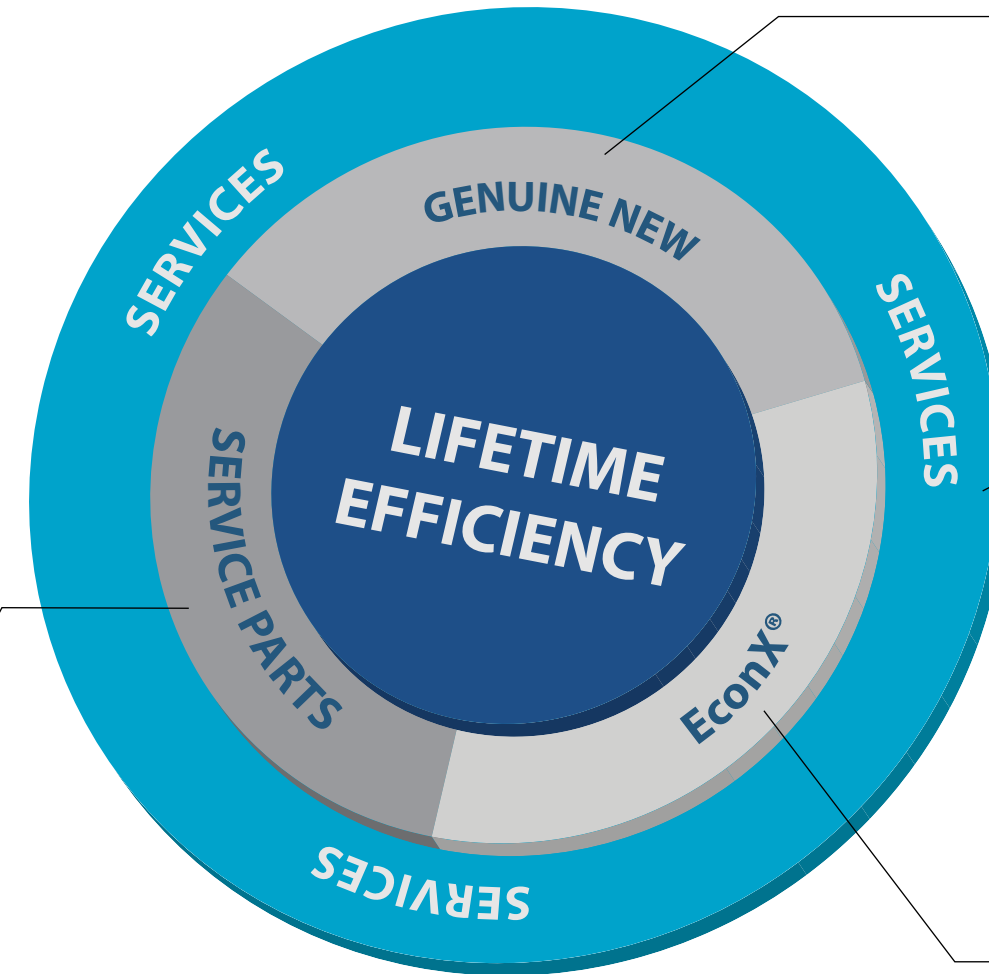 GENUINE NEW
SERVICES
SERVICES
LIFETIME
EFFICIENCY
SERVICE PARTS
EconX®
SERVICES